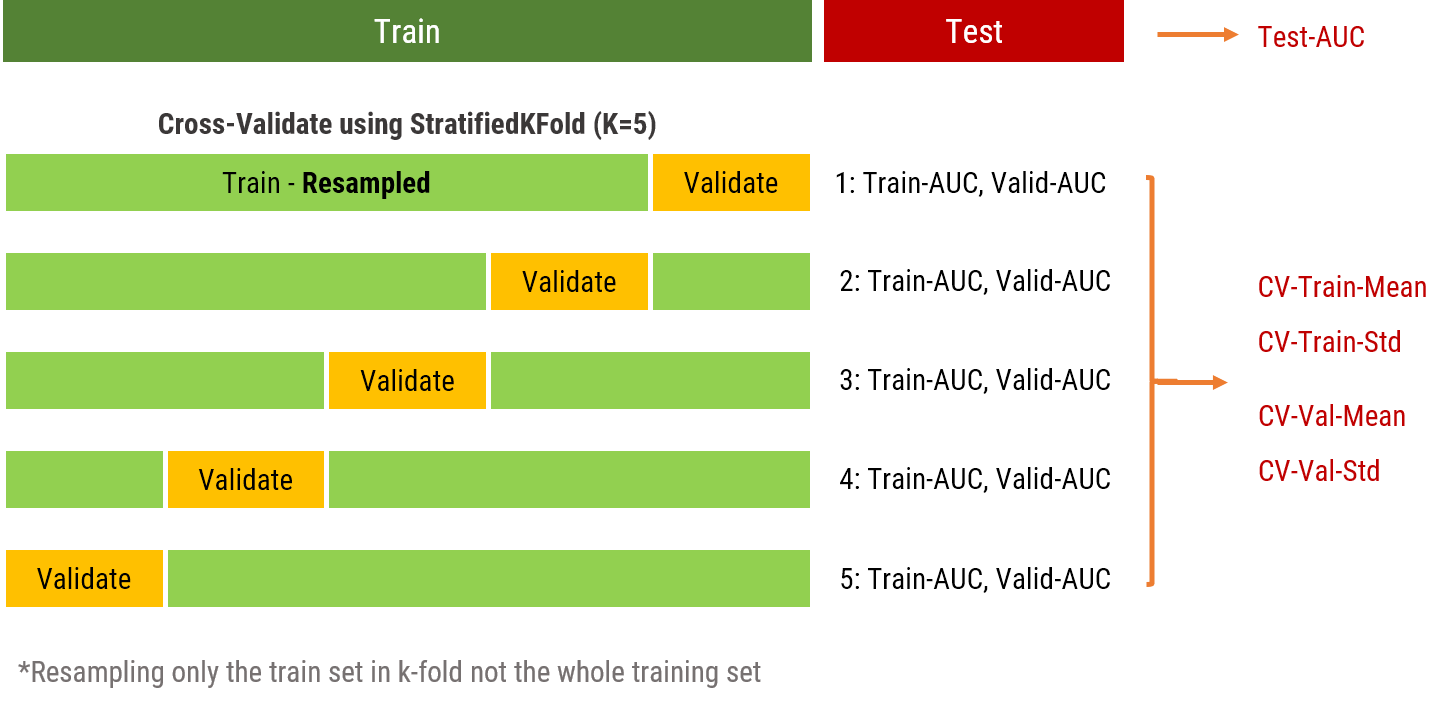 Train
Test
Test-AUC
Cross-Validate using StratifiedKFold (K=5)
Train - Resampled
Validate
1: Train-AUC, Valid-AUC
Validate
2: Train-AUC, Valid-AUC
Validate
3: Train-AUC, Valid-AUC
Validate
4: Train-AUC, Valid-AUC
Validate
5: Train-AUC, Valid-AUC
CV-Train-Mean
CV-Train-Std
CV-Val-Mean
CV-Val-Std
*Resampling only the train set in k-fold not the whole training set